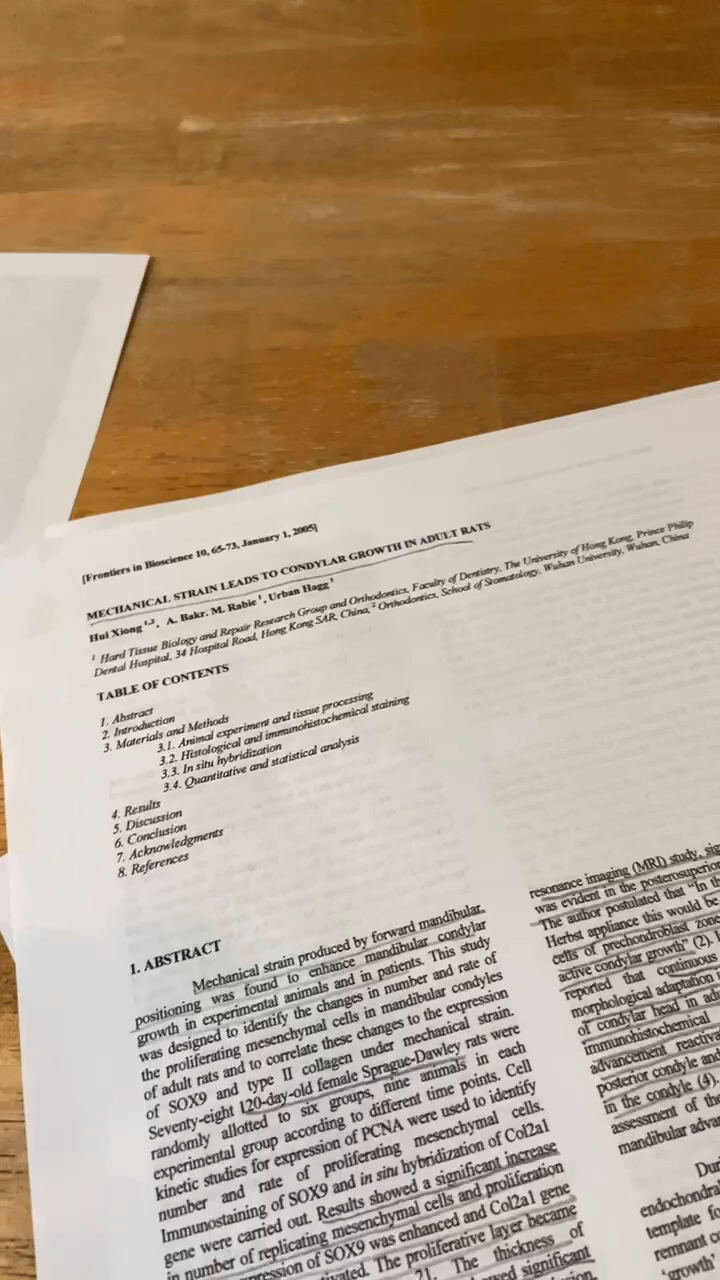 [Frontiers in Bioscience 10, 65-73, January 1, 2005]
MECHANICAL STRAIN LEADS TO CONDYLAR GROWTH IN ADULT RATS
Hui Xiong 1,2, A. Bakr. M. Rabie 1, Urban Hagg 1
1 Hard Tissue Biology and Repair Research Group and Orthodontics, Faculty of Dentistry, The University of Hong Kong, Prince Philip
Dental Hospital, 34 Hospital Road, Hong Kong SAR, China, 2 Orthodontics, School of Stomatology, Wuhan University, Wuhan, China
TABLE OF CONTENTS
1. Abstract
2. Introduction
3. Materials and Methods
3.1. Animal experiment and tissue processing
3.2. Histological and immunohistochemical staining
3.3. In situ hybridization
3.4. Quantitative and statistical analysis
4. Results
5. Discussion
6. Conclusion
7. Acknowledgments
8. References
1. ABSTRACT
Mechanical strain produced by forward mandibular
positioning was found to enhance mandibular condylar
growth in experimental animals and in patients. This study
was designed to identify the changes in number and rate of
the proliferating mesenchymal cells in mandibular condyles
of adult rats and to correlate these changes to the expression
of SOX9 and type II collagen under mechanical strain.
Seventy-eight 120-day-old female Sprague-Dawley rats were
randomly allotted to six groups, nine animals in each
experimental group according to different time points. Cell
kinetic studies for expression of PCNA were used to identify
number and rate of proliferating mesenchymal cells.
Immunostaining of SOX9 and in situ hybridization of Col2a1
gene were carried out. Results showed a significant increase
in number of replicating mesenchymal cells and proliferation
of SOX9 was enhanced and Col2a1 gene
The proliferative layer became
21. The thickness of
significant
resonance imaging (MRI) study, sig
was evident in the posterosuperior
The author postulated that "In th
Herbst appliance this would be
cells of prechondroblast zone
active condylar growth" (2).
reported that continuous
morphological adaptation
of condylar head in ad
immunohistochemical
advancement reactiva
posterior condyle and
in the condyle (4).
assessment of the
mandibular advan
Duri
endochondral
template fo
remnant c
'growth'